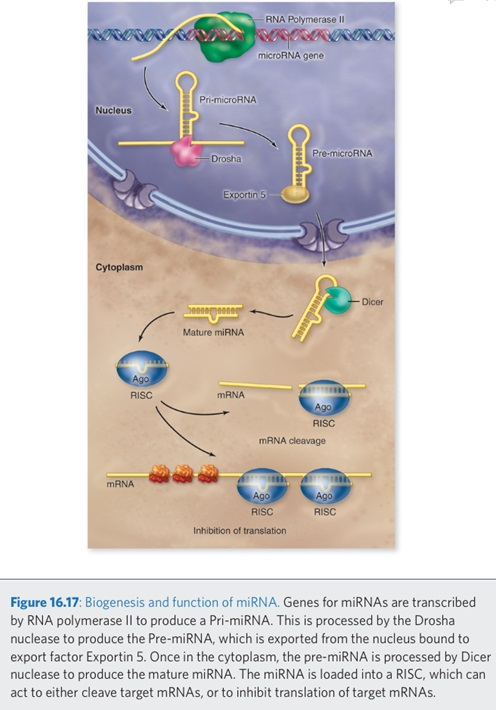 RNA Polymerase II
microRNA gene
Pri-microRNA
Nucleus
Drosha
Pre-microRNA
Exportin 5
Cytoplasm
Dicer
Mature miRNA
Ago
RISC
mRNA
Ago
RISC
mRNA cleavage
mRNA
Ago
Ago
RISC
RISC
Inhibition of translation
Figure 16.17: Biogenesis and function of miRNA. Genes for miRNAs are transcribed
by RNA polymerase II to produce a Pri-miRNA. This is processed by the Drosha
nuclease to produce the Pre-miRNA, which is exported from the nucleus bound to
export factor Exportin 5. Once in the cytoplasm, the pre-miRNA is processed by Dicer
nuclease to produce the mature miRNA. The miRNA is loaded into a RISC, which can
act to either cleave target mRNAs, or to inhibit translation of target mRNAs.